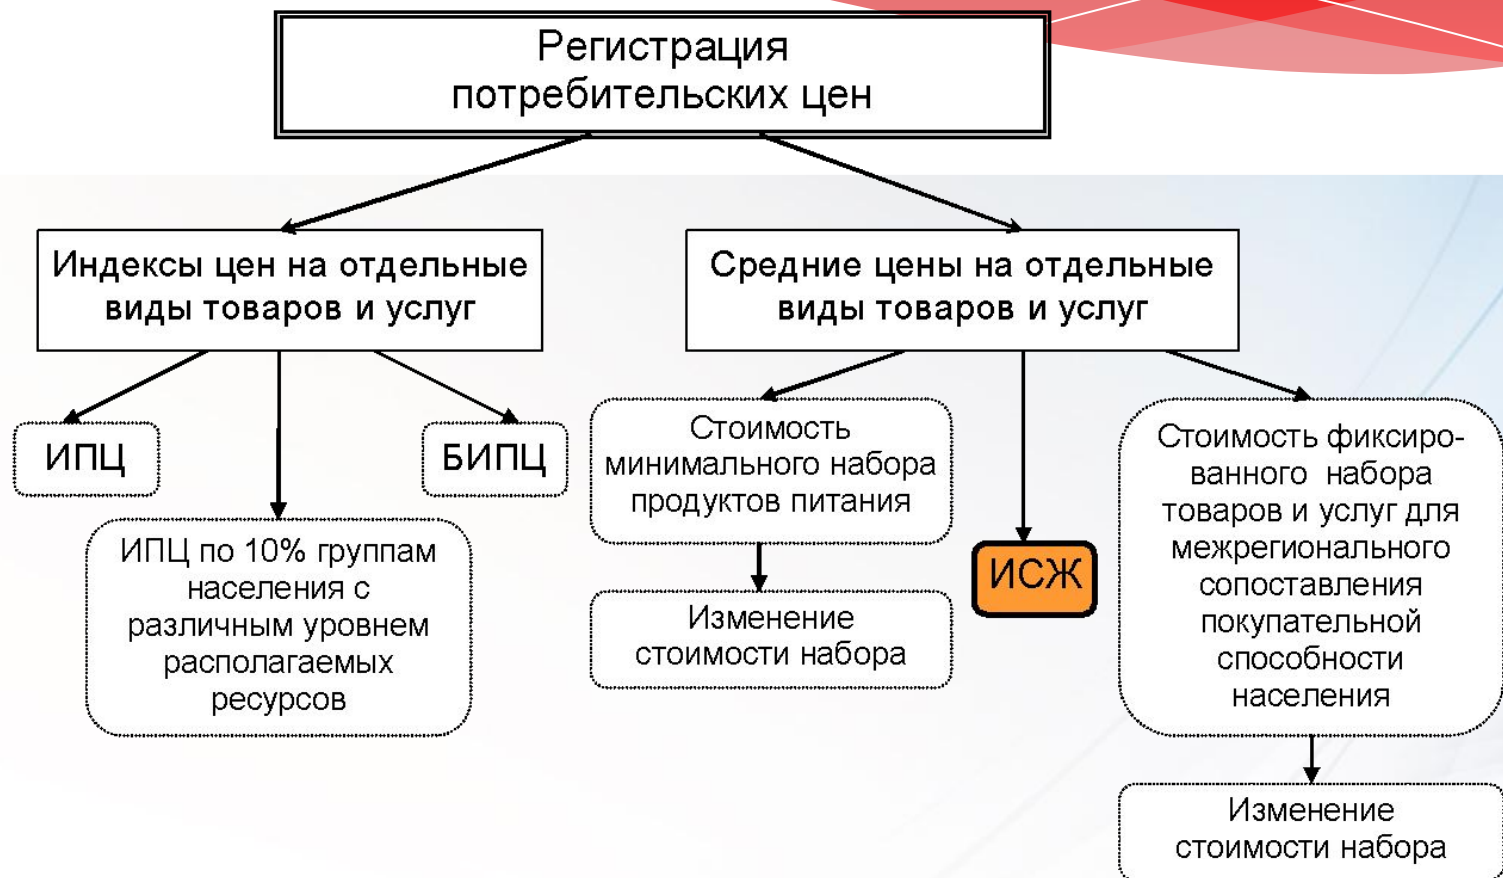 Регистрация
потребительских цен
Индексы цен на отдельные
виды товаров и услуг
Средние цены на отдельные
виды товаров и услуг
ИПЦ
БИПЦ
ИПЦ по 10% группам
населения с
различным уровнем
располагаемых
ресурсов
Стоимость
минимального набора
продуктов питания
Изменение
стоимости набора
ИСЖ
Стоимость фиксиро-
ванного набора
товаров и услуг для
межрегионального
сопоставления
покупательной
способности
населения
Изменение
стоимости набора